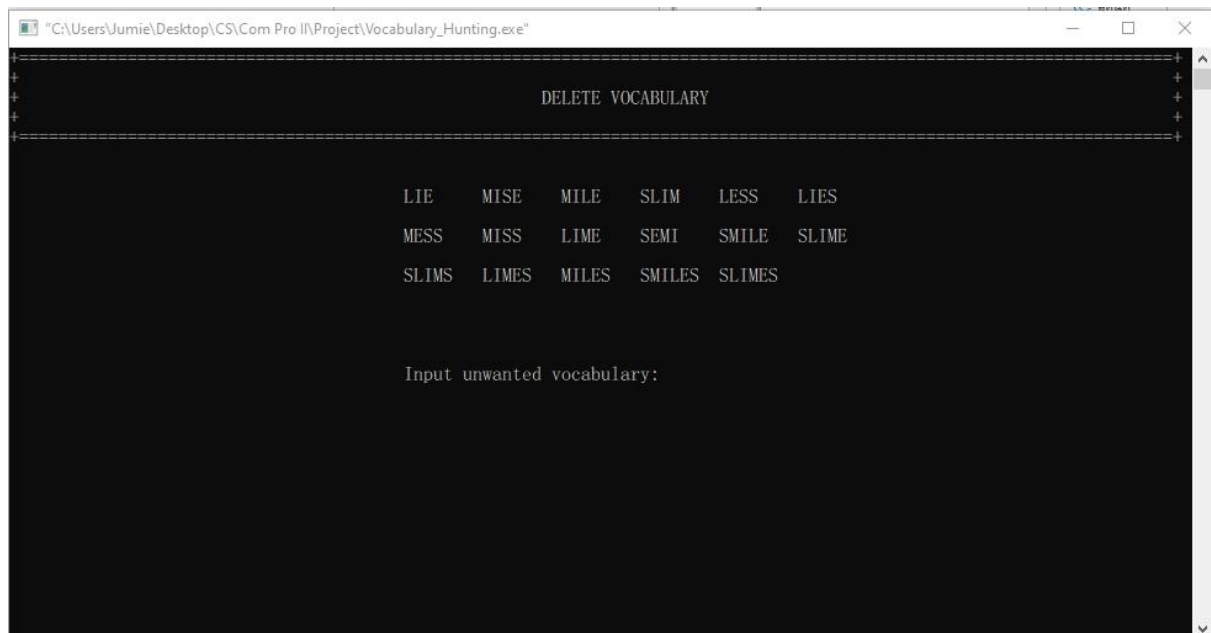 "C:\Users\Jumie\Desktop\CS\Com Pro II\Project\Vocabulary_Hunting.exe"
DELETE VOCABULARY
LIE MISE MILE SLIM LESS LIES
MESS MISS LIME SEMI SMILE SLIME
SLIMS LIMES MILES SMILES SLIMES
Input unwanted vocabulary: